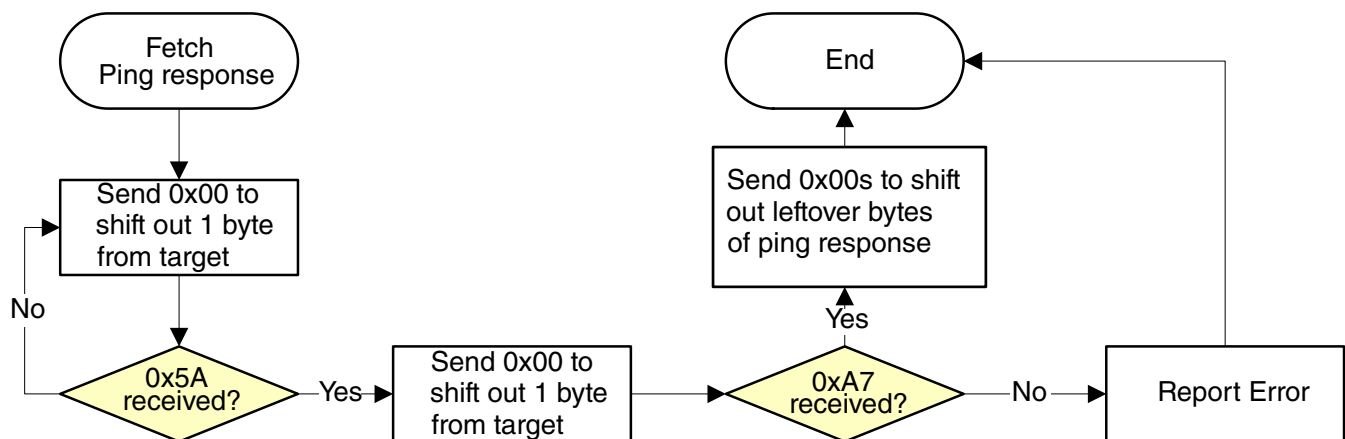 Fetch
Ping response
Send 0x00 to
shift out 1 byte
from target
No
0x5A
received?
Yes
Send 0x00 to
shift out 1 byte
from target
0xA7
received?
Yes
Send 0x00s to shift
out leftover bytes
of ping response
End
No
Report Error